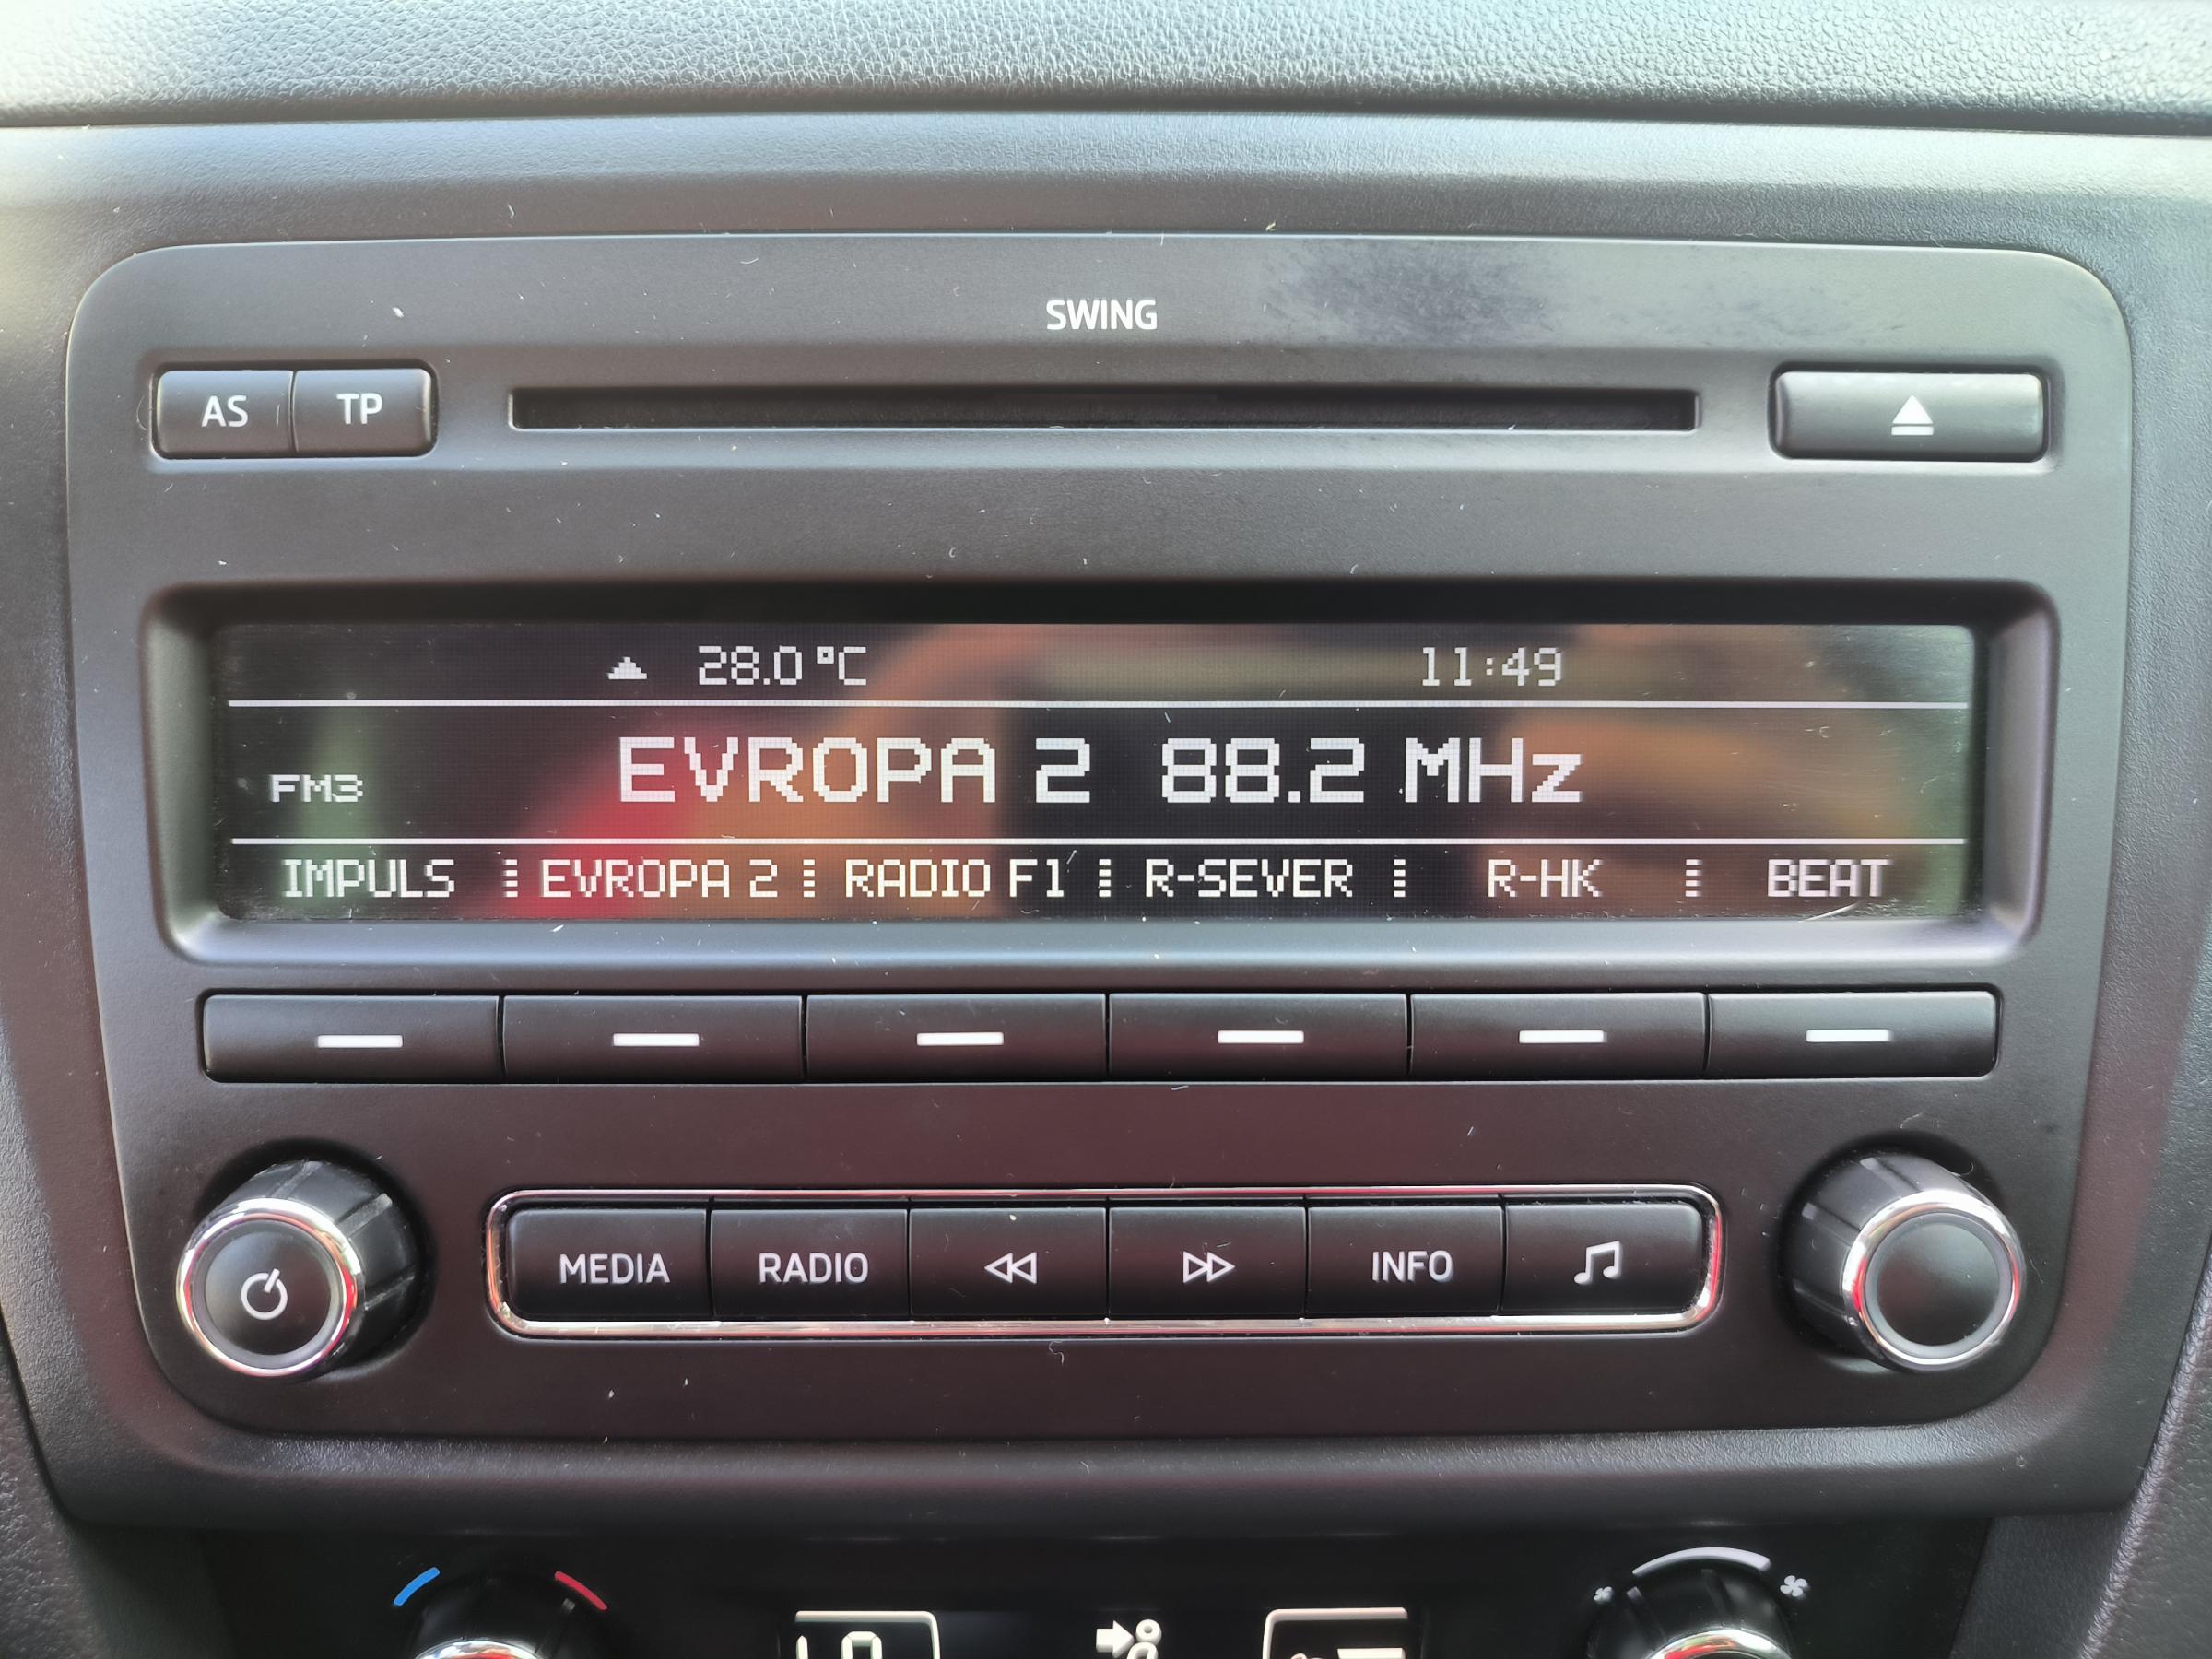 SWING
AS TP
28.0 °C 11:49
FM3 EVROPA 2 88.2 MHz
IMPULS EVROPA 2 RADIO F1 R-SEVER R-HK BEAT
MEDIA RADIO INFO